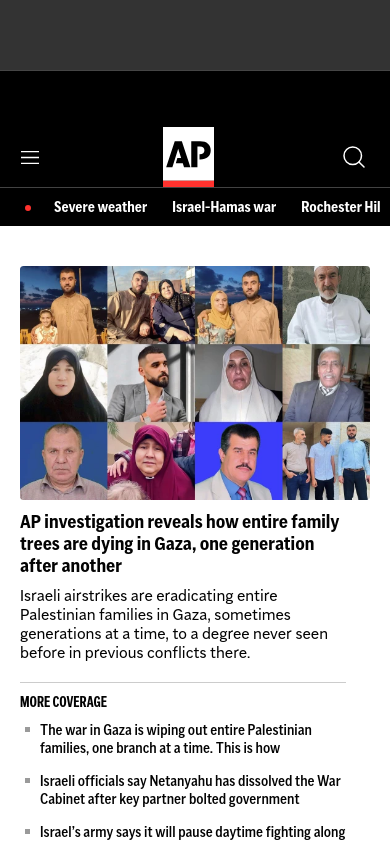 AP
Severe weather
Israel-Hamas war
Rochester Hil
AP investigation reveals how entire family
trees are dying in Gaza, one generation
after another
Israeli airstrikes are eradicating entire
Palestinian families in Gaza, sometimes
generations at a time, to a degree never seen
before in previous conflicts there.
MORE COVERAGE
The war in Gaza is wiping out entire Palestinian
families, one branch at a time. This is how
Israeli officials say Netanyahu has dissolved the War
Cabinet after key partner bolted government
Israel’s army says it will pause daytime fighting along